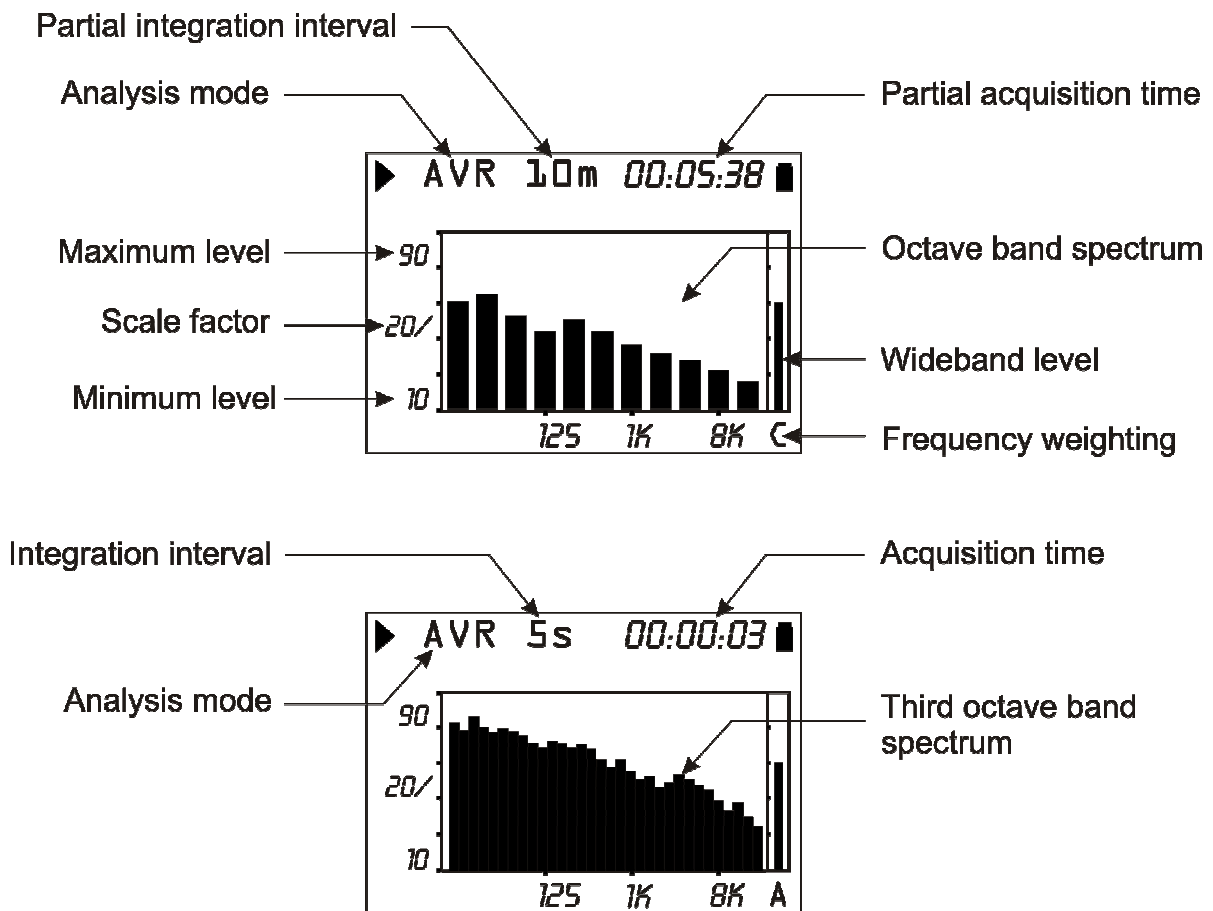 Partial integration interval
Analysis mode
Partial acquisition time
AVR 10m 00:05:38
Maximum level
90
Octave band spectrum
Scale factor
20/
Wideband level
Minimum level
10
125 1K 8K C
Frequency weighting
Integration interval
Acquisition time
AVR 5s 00:00:03
Analysis mode
90
Third octave band
spectrum
20/
10
125 1K 8K A